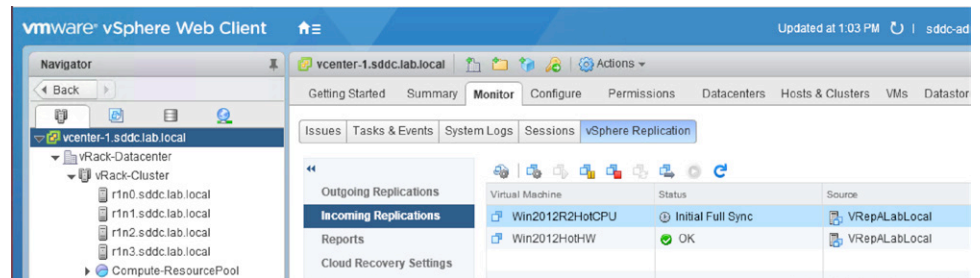 vmware® vSphere Web Client
Updated at 1:03 PM | sddc-ad
Navigator
Back
vcenter-1.sddc.lab.local
vRack-Datacenter
vRack-Cluster
r1n0.sddc.lab.local
r1n1.sddc.lab.local
r1n2.sddc.lab.local
r1n3.sddc.lab.local
Compute-ResourcePool
vcenter-1.sddc.lab.local Actions
Getting Started Summary Monitor Configure Permissions Datacenters Hosts & Clusters VMs Datastor
Issues Tasks & Events System Logs Sessions vSphere Replication
Outgoing Replications
Incoming Replications
Reports
Cloud Recovery Settings
Virtual Machine Status Source
Win2012R2HotCPU Initial Full Sync VRepALabLocal
Win2012HotHW OK VRepALabLocal